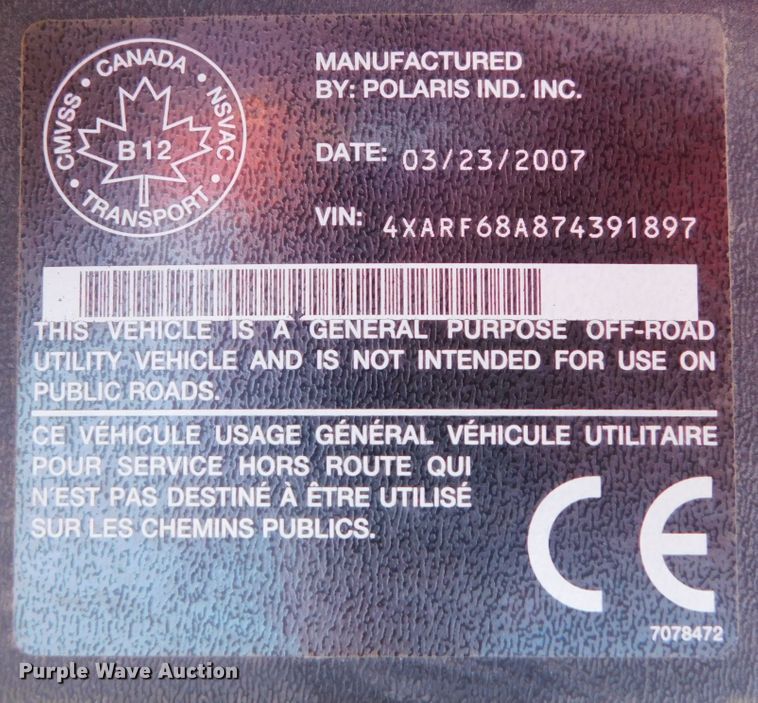 CANADA
CMVSS • NSVAC
B 12
TRANSPORT
MANUFACTURED
BY: POLARIS IND. INC.
DATE: 03/23/2007
VIN: 4XARF68A874391897
THIS VEHICLE IS A GENERAL PURPOSE OFF-ROAD
UTILITY VEHICLE AND IS NOT INTENDED FOR USE ON
PUBLIC ROADS.
CE VÉHICULE USAGE GÉNÉRAL VÉHICULE UTILITAIRE
POUR SERVICE HORS ROUTE QUI
N'EST PAS DESTINÉ À ÊTRE UTILISÉ
SUR LES CHEMINS PUBLICS.
CE
7078472
Purple Wave Auction